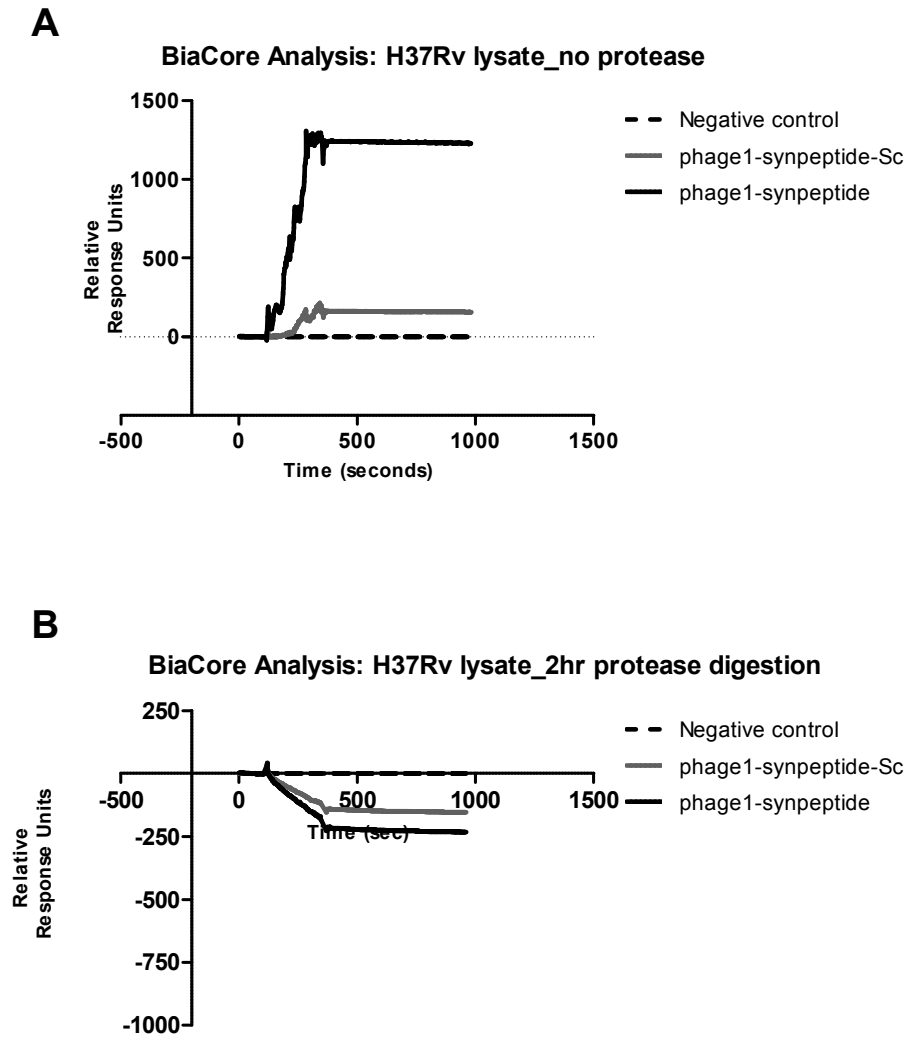 A
BiaCore Analysis: H37Rv lysate_no protease
1500
1000
500
0
Relative
Response Units
-500
0
500
1000
1500
Time (seconds)
Negative control
phage1-synpeptide-Sc
phage1-synpeptide
B
BiaCore Analysis: H37Rv lysate_2hr protease digestion
250
-250
-500
-750
-1000
Relative
Response Units
-500
0
500
1000
1500
Time (sec)
Negative control
phage1-synpeptide-Sc
phage1-synpeptide